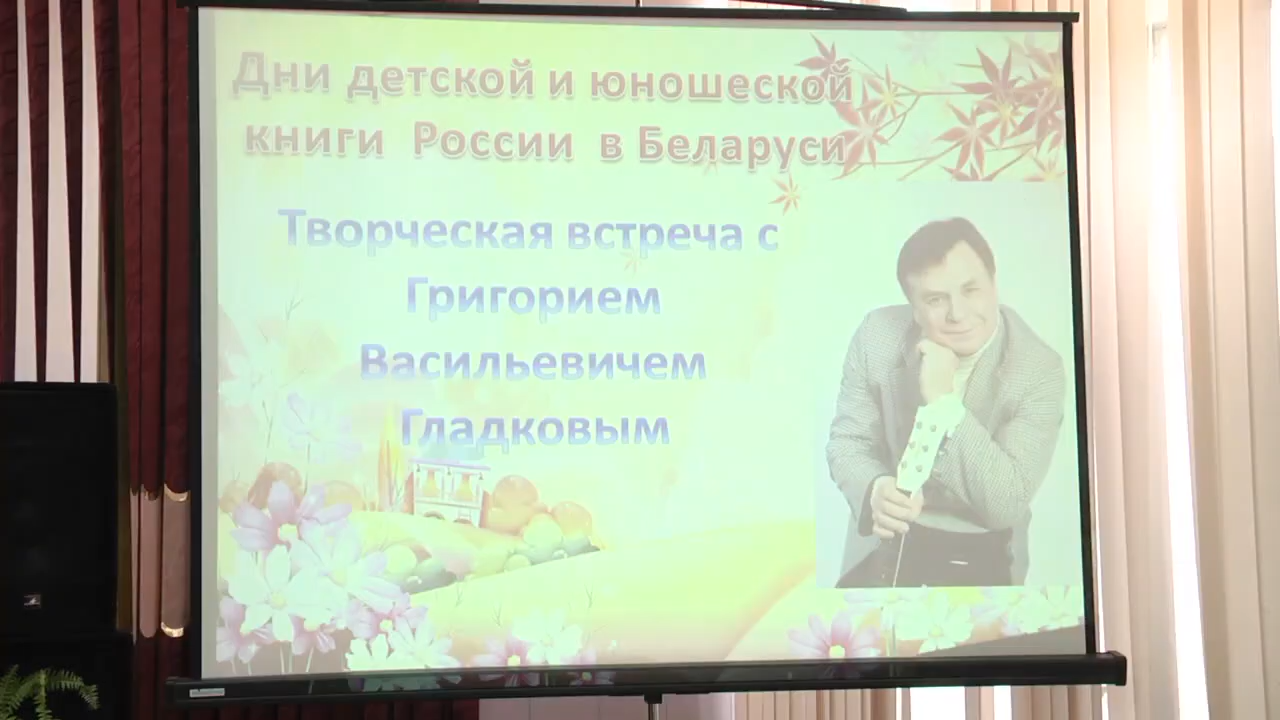 Дни детской и юношеской
книги России в Беларуси
Творческая встреча с
Григорием
Васильевичем
Гладковым